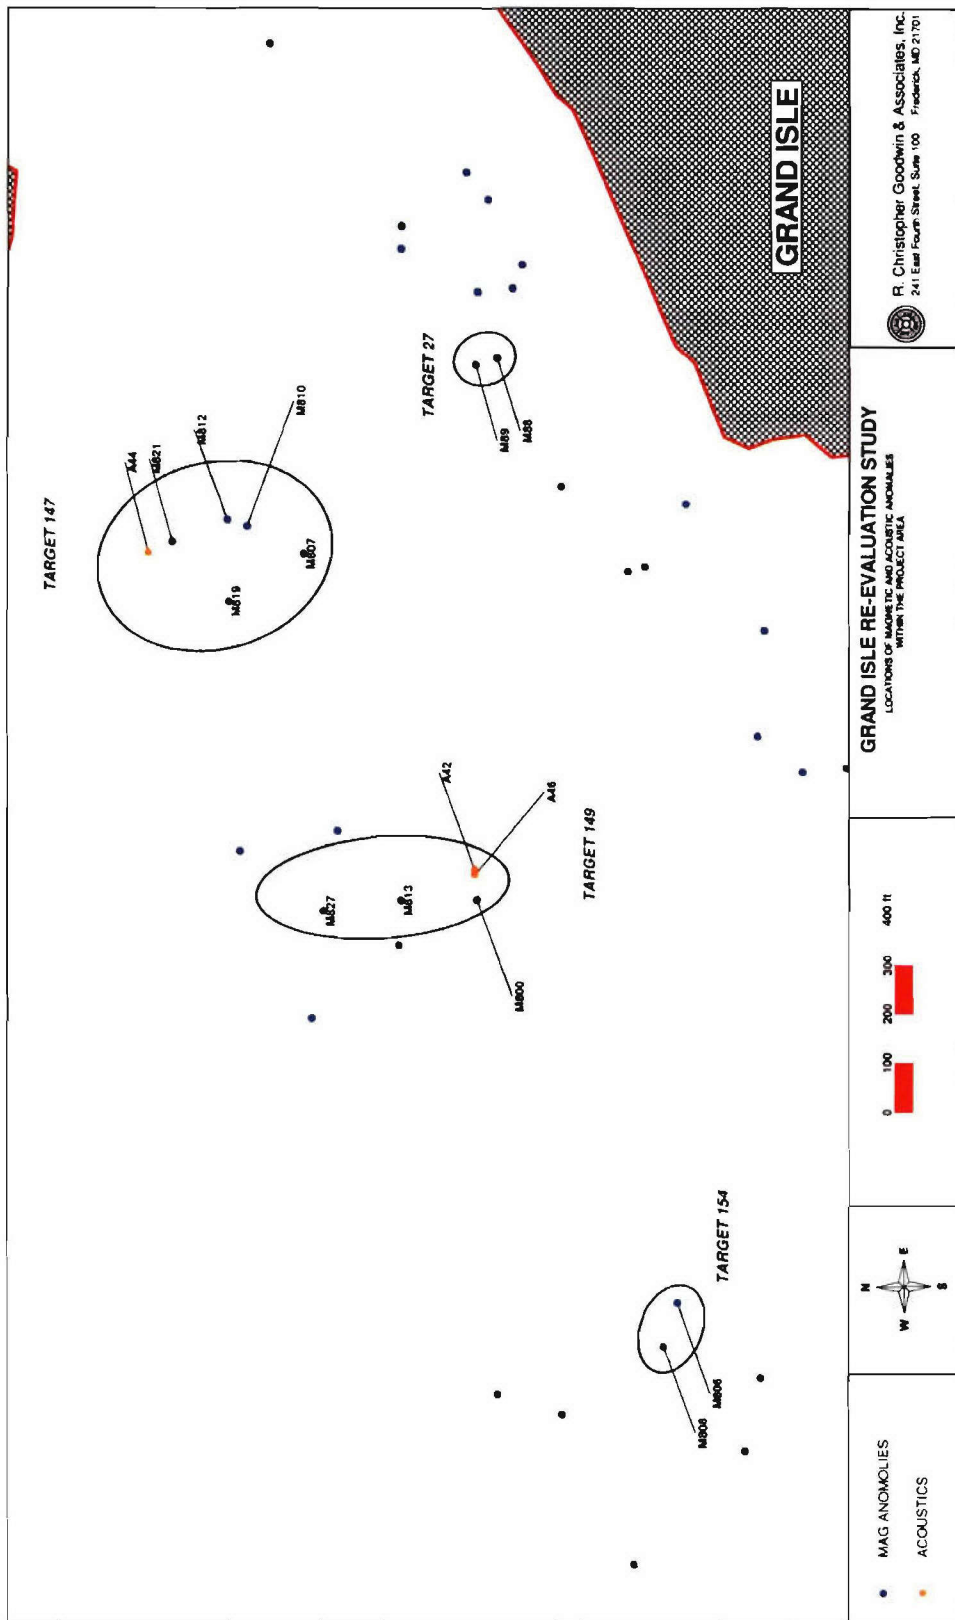 TARGET 147
A44
M821
M812
M810
M819
M807
TARGET 27
M89
M88
GRAND ISLE
A42
A46
M827
M813
M800
TARGET 149
TARGET 154
M808
M806
MAG ANOMOLIES
ACOUSTICS
N
W
E
S
0
100
200
300
400 ft
GRAND ISLE RE-EVALUATION STUDY
LOCATIONS OF MAGNETIC AND ACOUSTIC ANOMALIES
WITHIN THE PROJECT AREA
R. Christopher Goodwin & Associates, Inc.
241 East Fourth Street, Suite 100 Frederick, MD 21701